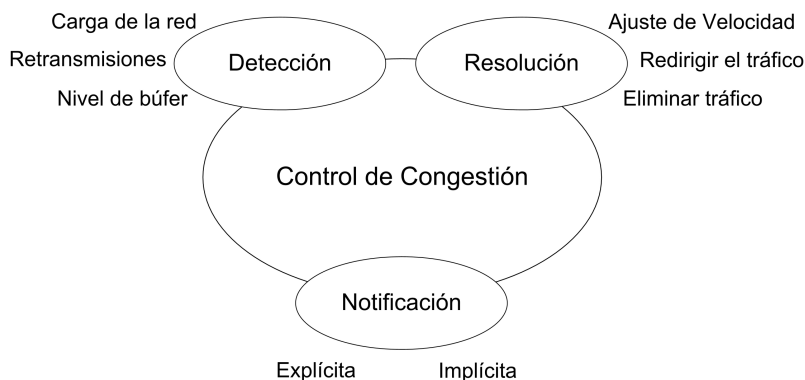 Carga de la red
Retransmisiones
Nivel de búfer
Detección
Resolución
Ajuste de Velocidad
Redirigir el tráfico
Eliminar tráfico
Control de Congestión
Notificación
Explícita
Implícita